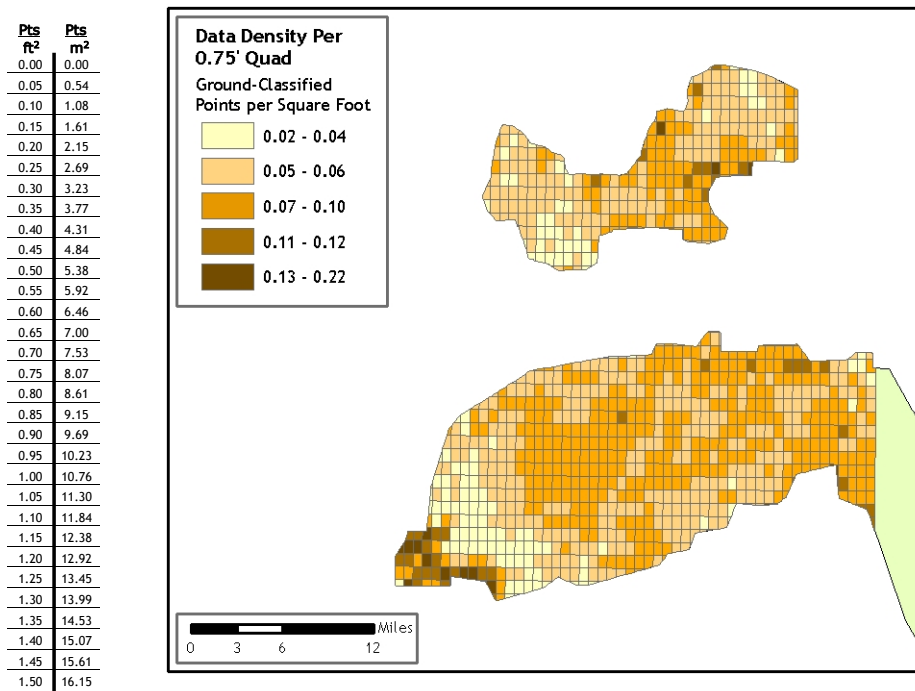 Pts Pts
ft² m²
0.00 0.00
0.05 0.54
0.10 1.08
0.15 1.61
0.20 2.15
0.25 2.69
0.30 3.23
0.35 3.77
0.40 4.31
0.45 4.84
0.50 5.38
0.55 5.92
0.60 6.46
0.65 7.00
0.70 7.53
0.75 8.07
0.80 8.61
0.85 9.15
0.90 9.69
0.95 10.23
1.00 10.76
1.05 11.30
1.10 11.84
1.15 12.38
1.20 12.92
1.25 13.45
1.30 13.99
1.35 14.53
1.40 15.07
1.45 15.61
1.50 16.15
Data Density Per
0.75' Quad
Ground-Classified
Points per Square Foot
0.02 - 0.04
0.05 - 0.06
0.07 - 0.10
0.11 - 0.12
0.13 - 0.22
Miles
0 3 6 12